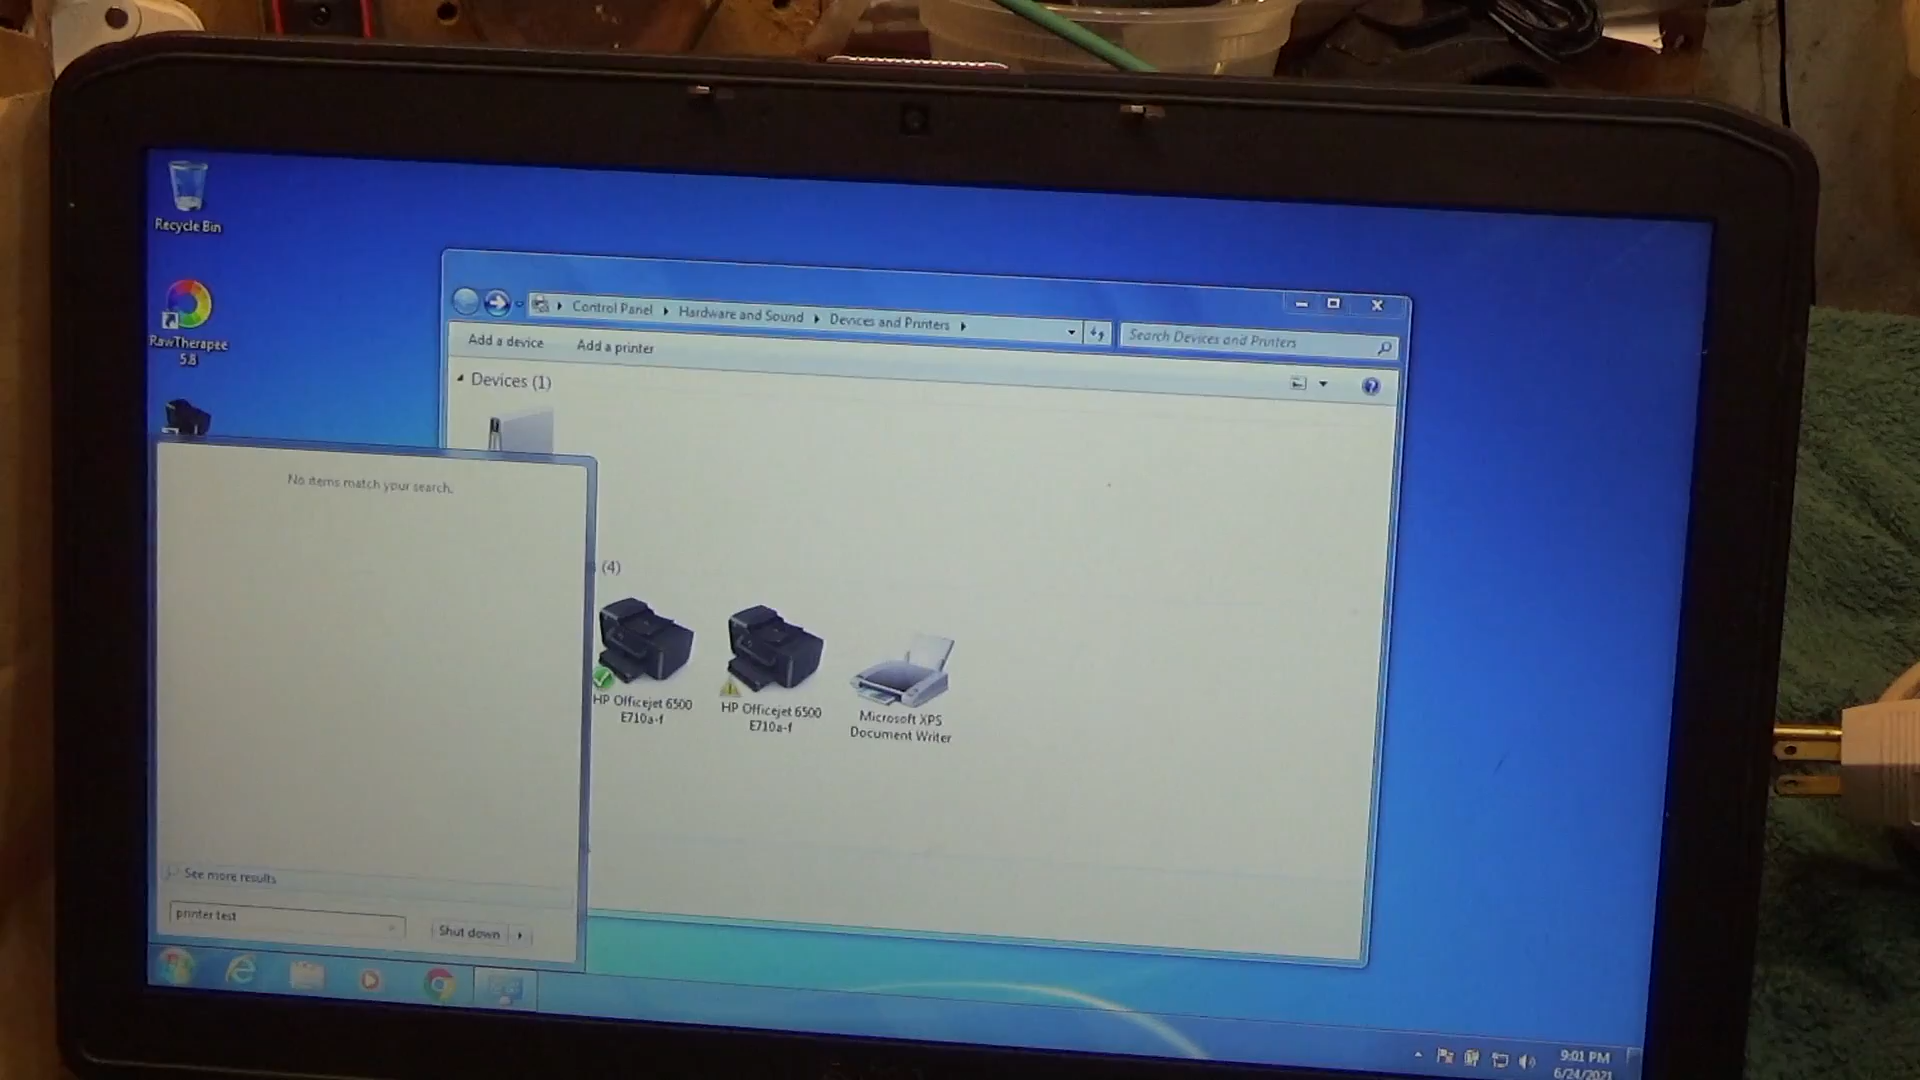 Recycle Bin
RawTherapee
5.8
Control Panel
Hardware and Sound
Devices and Printers
Search Devices and Printers
Add a device
Add a printer
Devices (1)
No items match your search.
(4)
HP Officejet 6500
E710a-f
HP Officejet 6500
E710a-f
Microsoft XPS
Document Writer
See more results
printer test
Shut down
9:01 PM
6/24/2021